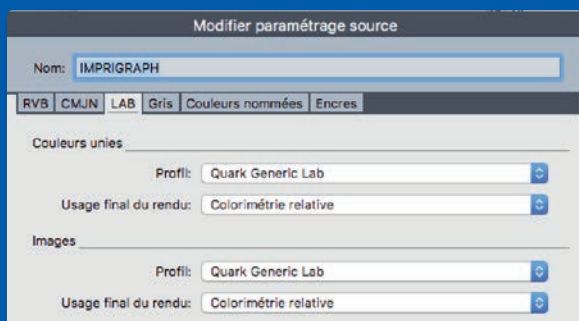 Modifier paramétrage source
Nom: IMPRIGRAPH
RVB CMJN LAB Gris Couleurs nommées Encres
Couleurs unies
Profil: Quark Generic Lab
Usage final du rendu: Colorimétrie relative
Images
Profil: Quark Generic Lab
Usage final du rendu: Colorimétrie relative